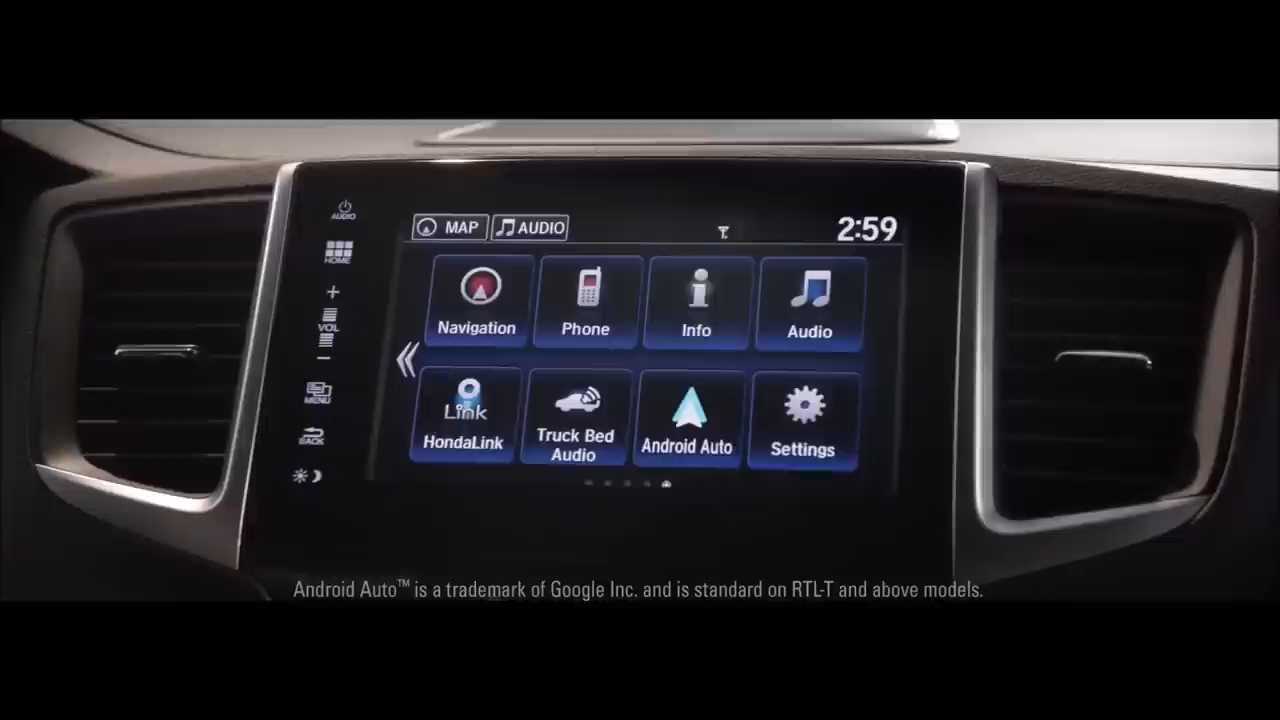 AUDIO
HOME
+
VOL
−
MENU
BACK
MAP
AUDIO
2:59
Navigation
Phone
Info
Audio
Link
HondaLink
Truck Bed
Audio
Android Auto
Settings
Android Auto™ is a trademark of Google Inc. and is standard on RTL-T and above models.